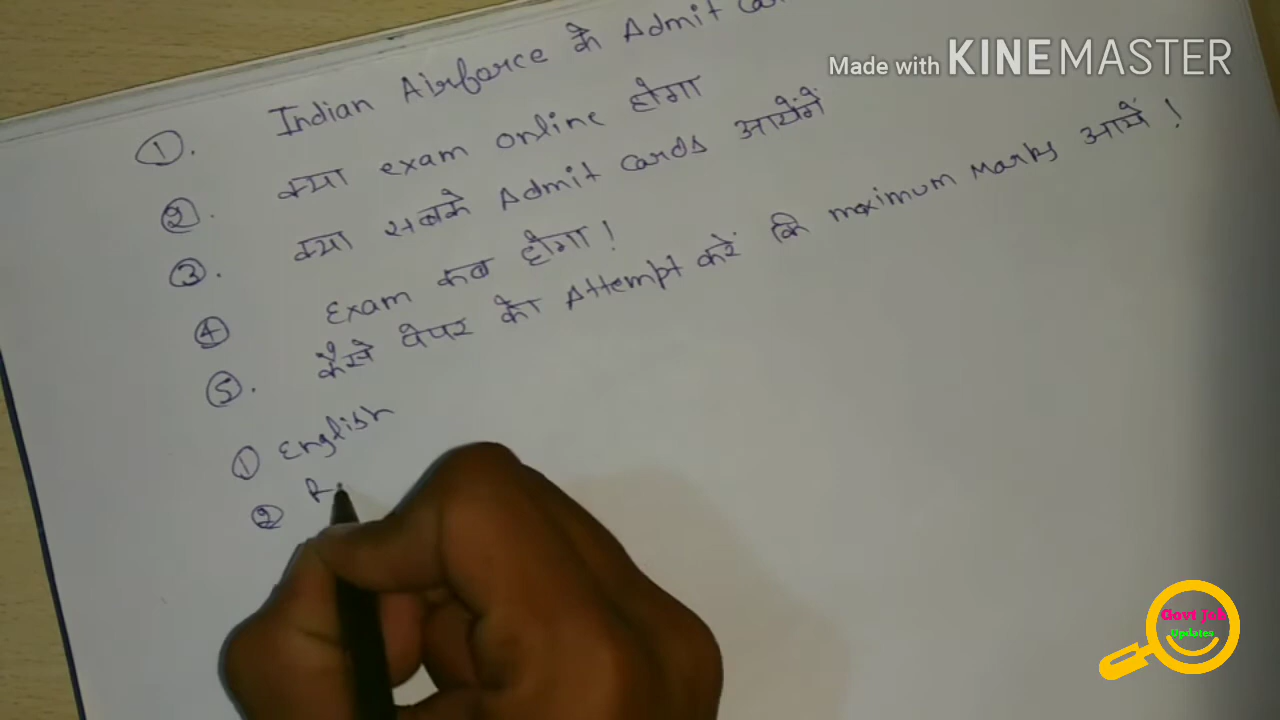 Made with KINEMASTER
①. Indian Airforce के Admit
②. क्या exam online होगा
③. क्या सबके Admit Cards आयेंगें
④ Exam कब होगा!
⑤. कैसे पेपर को Attempt करें कि maximum Marks आयें!
① English
②
Govt Job
Updates